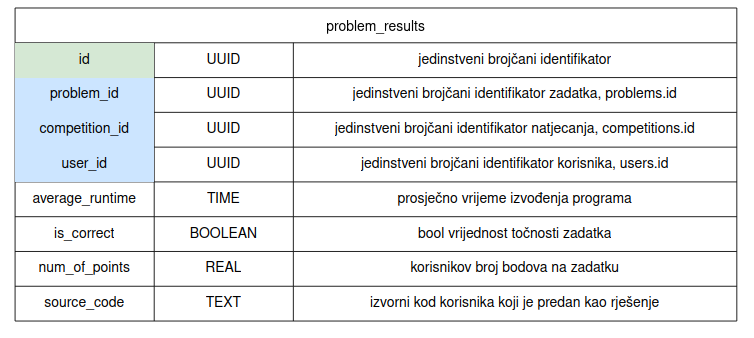 problem_results
id UUID jedinstveni brojčani identifikator
problem_id UUID jedinstveni brojčani identifikator zadatka, problems.id
competition_id UUID jedinstveni brojčani identifikator natjecanja, competitions.id
user_id UUID jedinstveni brojčani identifikator korisnika, users.id
average_runtime TIME prosječno vrijeme izvođenja programa
is_correct BOOLEAN bool vrijednost točnosti zadatka
num_of_points REAL korisnikov broj bodova na zadatku
source_code TEXT izvorni kod korisnika koji je predan kao rješenje